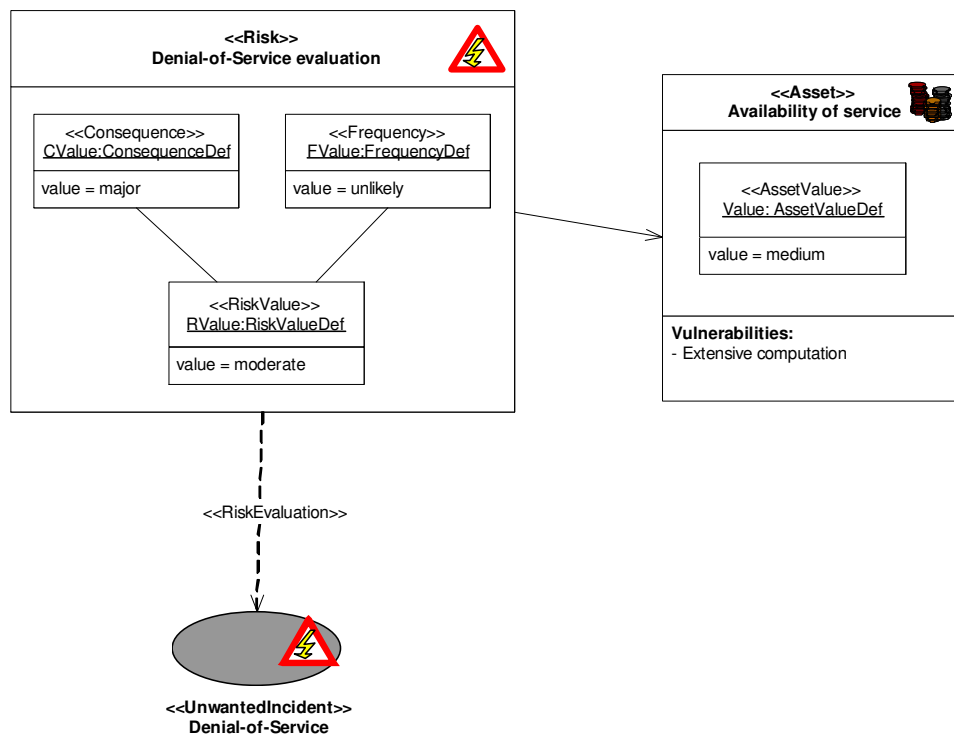 <<Risk>>
Denial-of-Service evaluation
<<Consequence>>
CValue:ConsequenceDef
value = major
<<Frequency>>
FValue:FrequencyDef
value = unlikely
<<RiskValue>>
RValue:RiskValueDef
value = moderate
<<Asset>>
Availability of service
<<AssetValue>>
Value: AssetValueDef
value = medium
Vulnerabilities:
- Extensive computation
<<RiskEvaluation>>
<<UnwantedIncident>>
Denial-of-Service